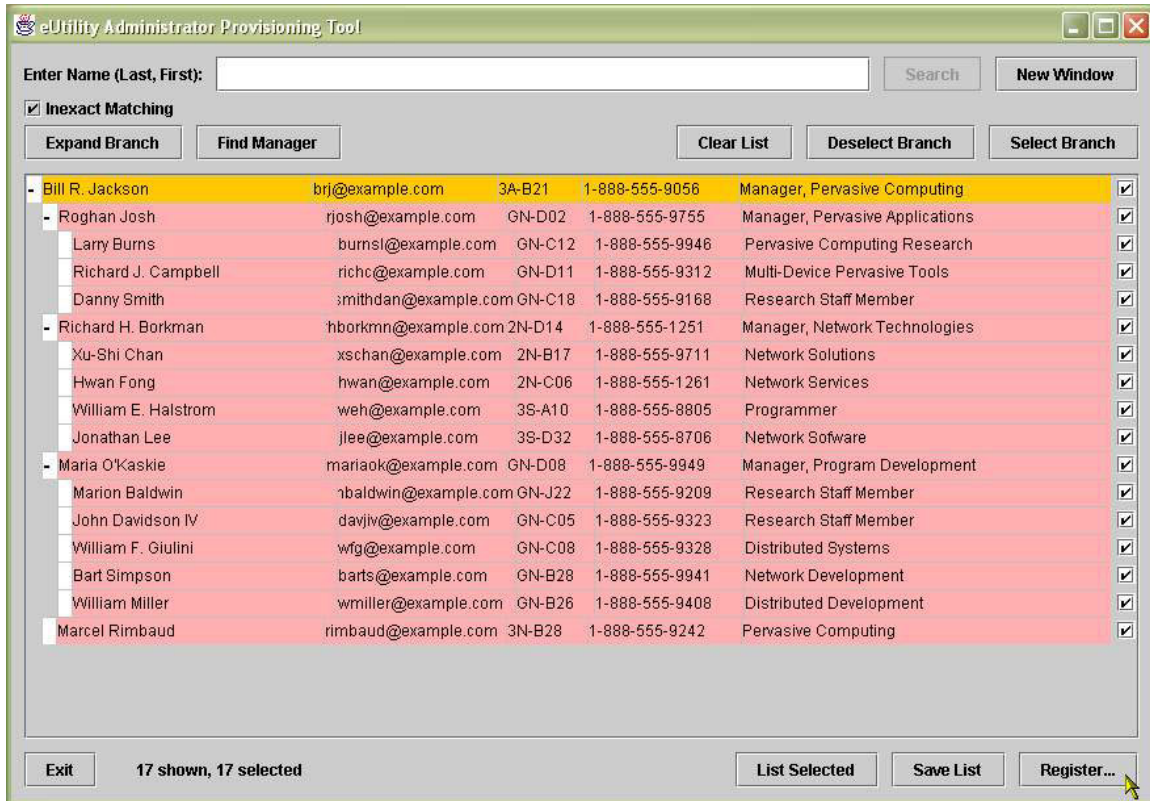 eUtility Administrator Provisioning Tool
Enter Name (Last, First): Search New Window
Inexact Matching
Expand Branch Find Manager Clear List Deselect Branch Select Branch
- Bill R. Jackson brj@example.com 3A-B21 1-888-555-9056 Manager, Pervasive Computing
- Roghan Josh rjosh@example.com GN-D02 1-888-555-9755 Manager, Pervasive Applications
Larry Burns burnsl@example.com GN-C12 1-888-555-9946 Pervasive Computing Research
Richard J. Campbell richc@example.com GN-D11 1-888-555-9312 Multi-Device Pervasive Tools
Danny Smith smithdan@example.com GN-C18 1-888-555-9168 Research Staff Member
- Richard H. Borkman hborkmn@example.com 2N-D14 1-888-555-1251 Manager, Network Technologies
Xu-Shi Chan xschan@example.com 2N-B17 1-888-555-9711 Network Solutions
Hwan Fong hwan@example.com 2N-C06 1-888-555-1261 Network Services
William E. Halstrom weh@example.com 3S-A10 1-888-555-8805 Programmer
Jonathan Lee jlee@example.com 3S-D32 1-888-555-8706 Network Sofware
- Maria O'Kaskie mariaok@example.com GN-D08 1-888-555-9949 Manager, Program Development
Marion Baldwin mbaldwin@example.com GN-J22 1-888-555-9209 Research Staff Member
John Davidson IV davjiv@example.com GN-C05 1-888-555-9323 Research Staff Member
William F. Giulini wfg@example.com GN-C08 1-888-555-9328 Distributed Systems
Bart Simpson barts@example.com GN-B28 1-888-555-9941 Network Development
William Miller wmiller@example.com GN-B26 1-888-555-9408 Distributed Development
Marcel Rimbaud rimbaud@example.com 3N-B28 1-888-555-9242 Pervasive Computing
Exit 17 shown, 17 selected List Selected Save List Register...